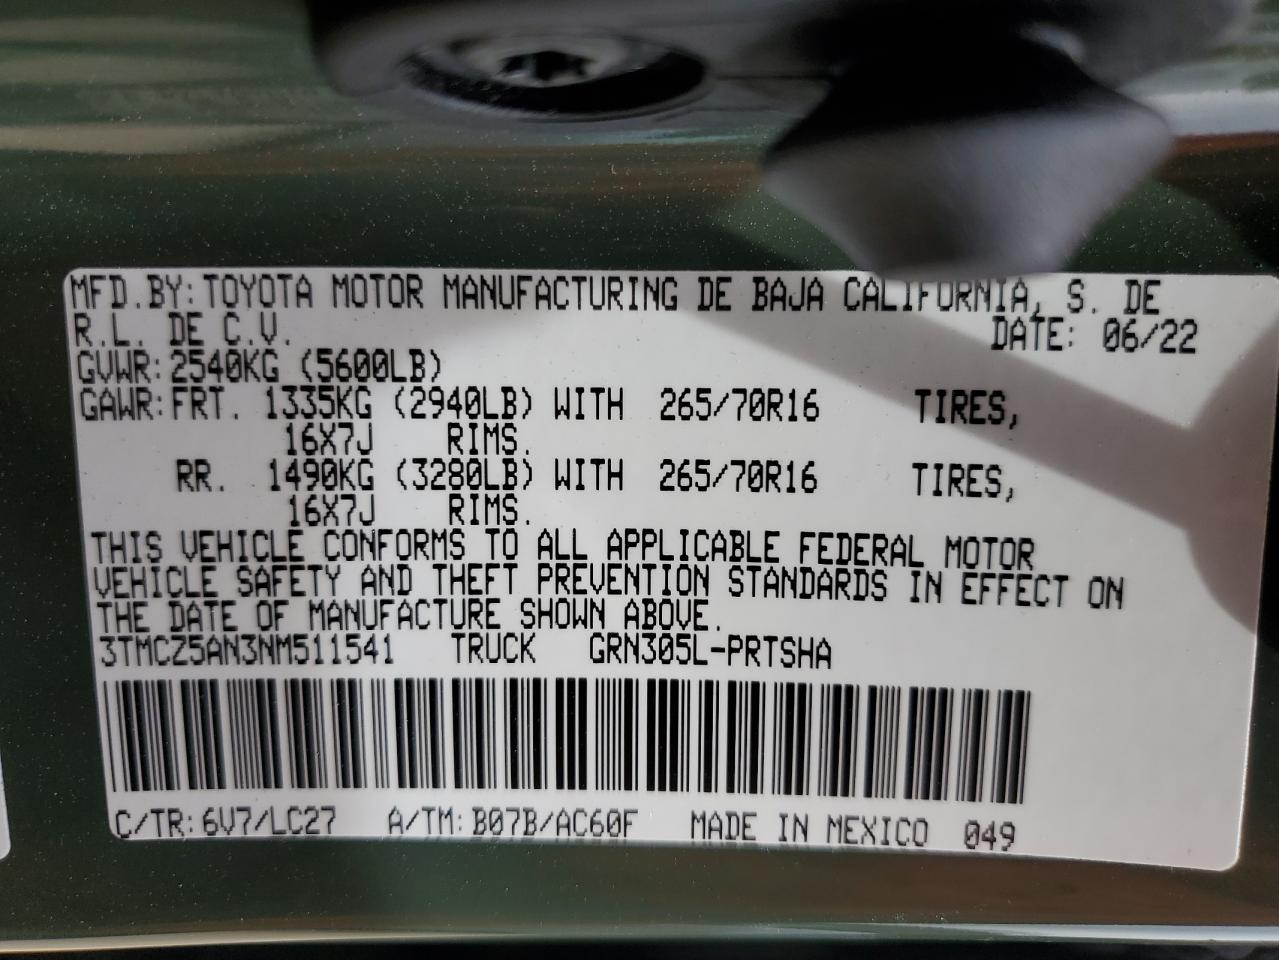 MFD.BY:TOYOTA MOTOR MANUFACTURING DE BAJA CALIFORNIA, S. DE
R.L. DE C.V. DATE: 06/22
GVWR:2540KG (5600LB)
GAWR:FRT. 1335KG (2940LB) WITH 265/70R16 TIRES,
16X7J RIMS.
RR. 1490KG (3280LB) WITH 265/70R16 TIRES,
16X7J RIMS.
THIS VEHICLE CONFORMS TO ALL APPLICABLE FEDERAL MOTOR
VEHICLE SAFETY AND THEFT PREVENTION STANDARDS IN EFFECT ON
THE DATE OF MANUFACTURE SHOWN ABOVE.
3TMCZ5AN3NM511541 TRUCK GRN305L-PRTSHA
C/TR:6V7/LC27 A/TM:B07B/AC60F MADE IN MEXICO 049